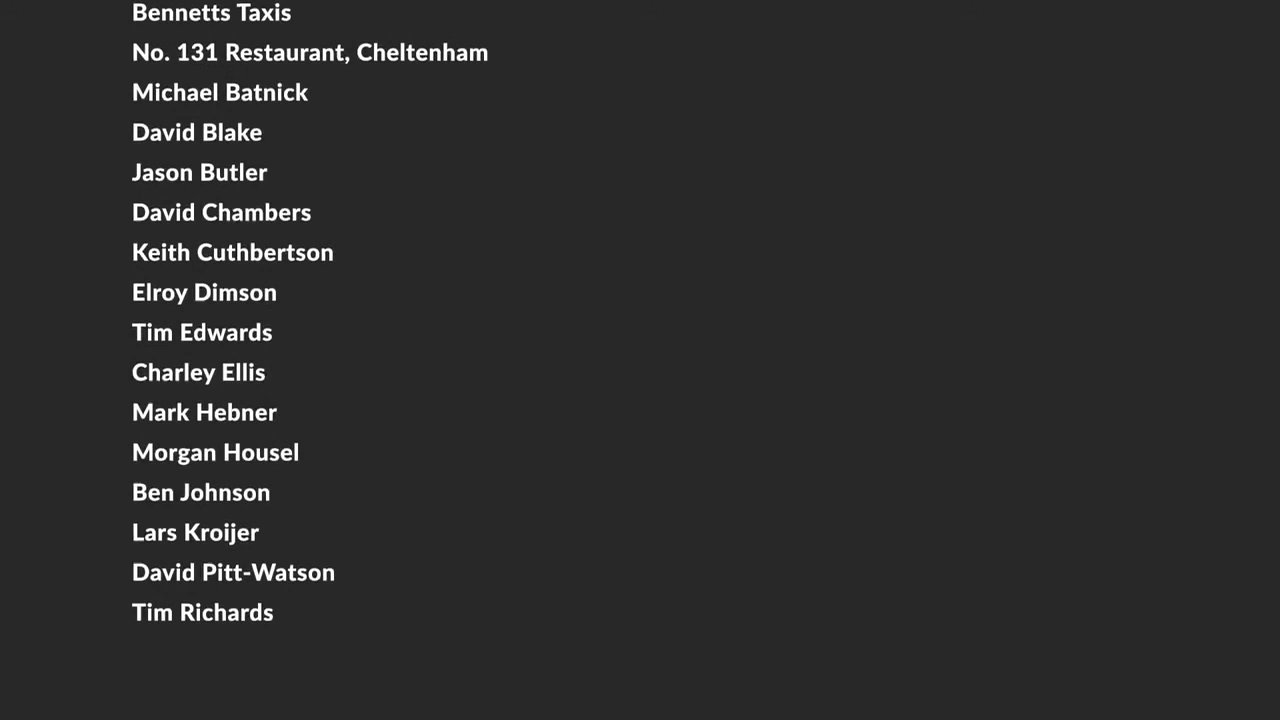 Bennetts Taxis
No. 131 Restaurant, Cheltenham
Michael Batnick
David Blake
Jason Butler
David Chambers
Keith Cuthbertson
Elroy Dimson
Tim Edwards
Charley Ellis
Mark Hebner
Morgan Housel
Ben Johnson
Lars Kroijer
David Pitt-Watson
Tim Richards